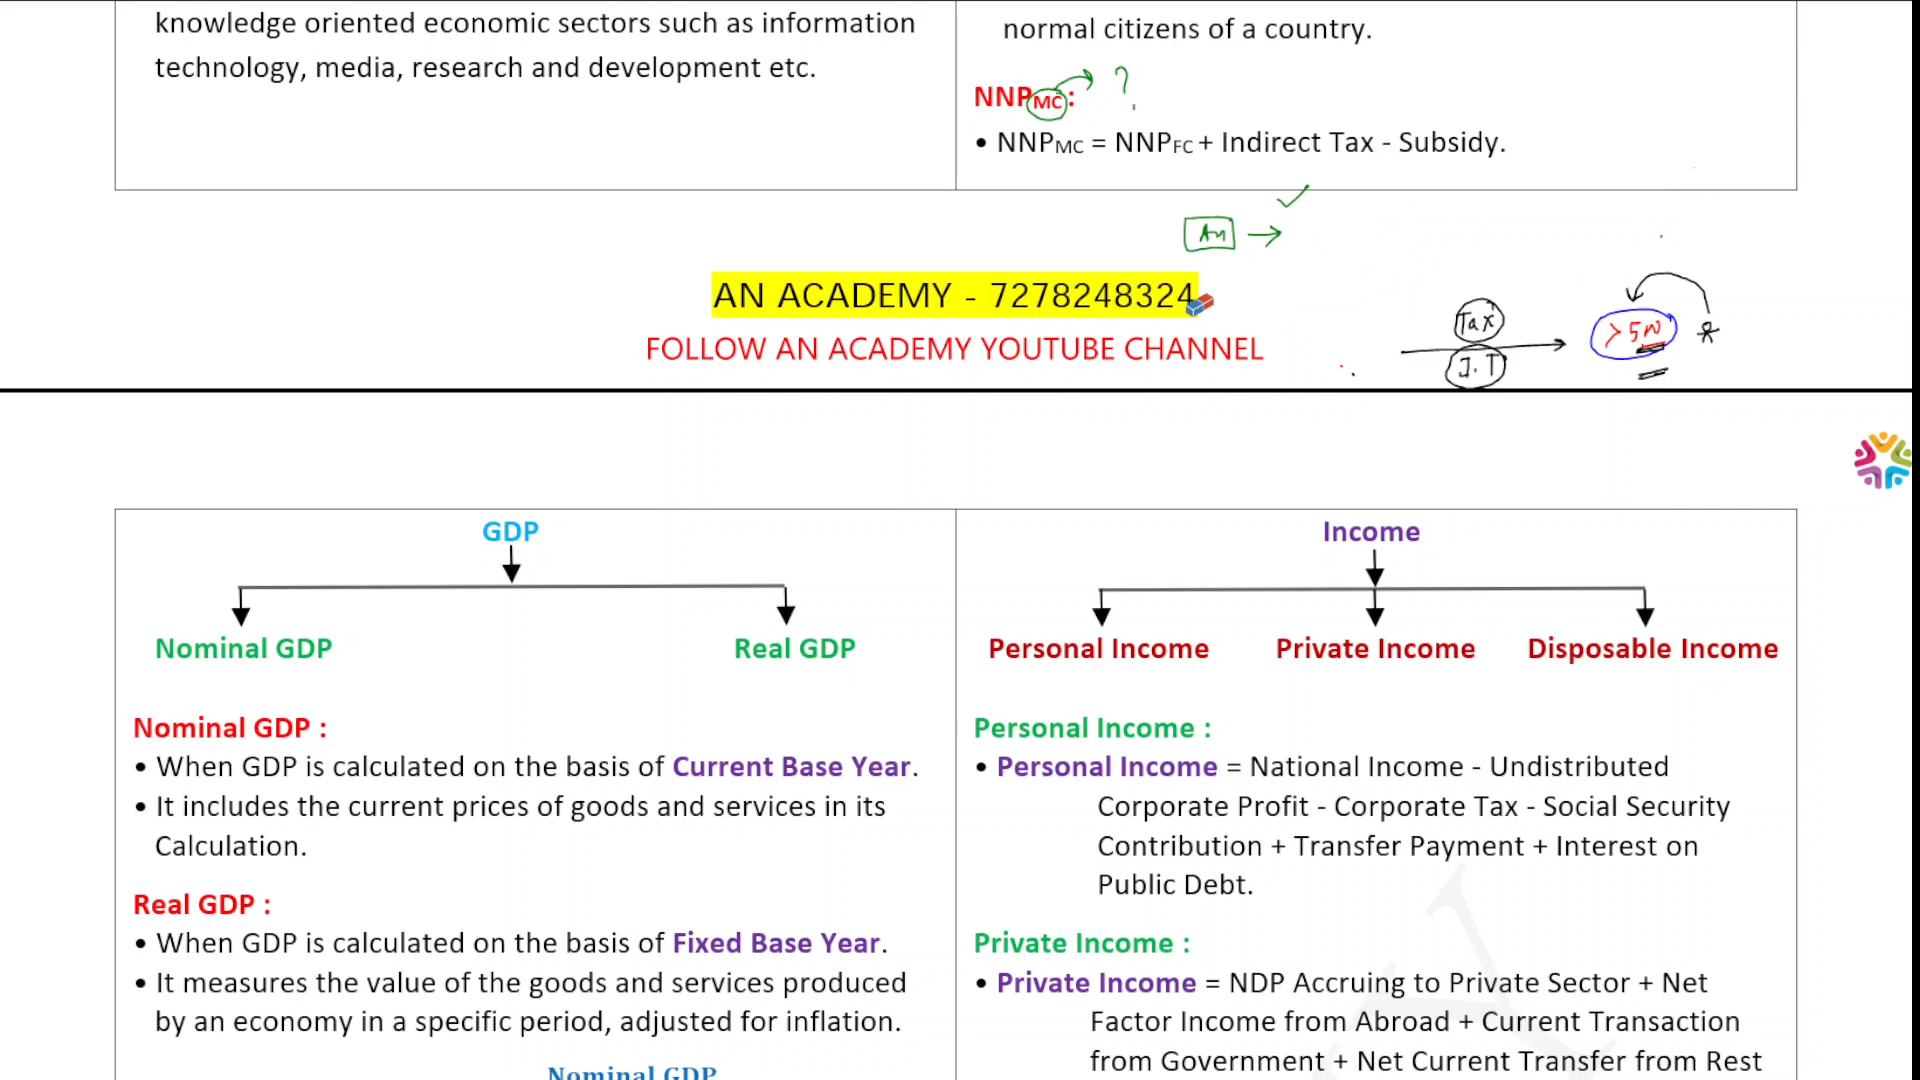 knowledge oriented economic sectors such as information
technology, media, research and development etc.
normal citizens of a country.
NNPMC : ?
• NNPMC = NNPFC + Indirect Tax - Subsidy.
An →
AN ACADEMY - 7278248324
FOLLOW AN ACADEMY YOUTUBE CHANNEL
Tax
I.T
> 5
GDP
Nominal GDP
Real GDP
Nominal GDP :
• When GDP is calculated on the basis of Current Base Year.
• It includes the current prices of goods and services in its
Calculation.
Real GDP :
• When GDP is calculated on the basis of Fixed Base Year.
• It measures the value of the goods and services produced
by an economy in a specific period, adjusted for inflation.
Nominal GDP
Income
Personal Income
Private Income
Disposable Income
Personal Income :
• Personal Income = National Income - Undistributed
Corporate Profit - Corporate Tax - Social Security
Contribution + Transfer Payment + Interest on
Public Debt.
Private Income :
• Private Income = NDP Accruing to Private Sector + Net
Factor Income from Abroad + Current Transaction
from Government + Net Current Transfer from Rest